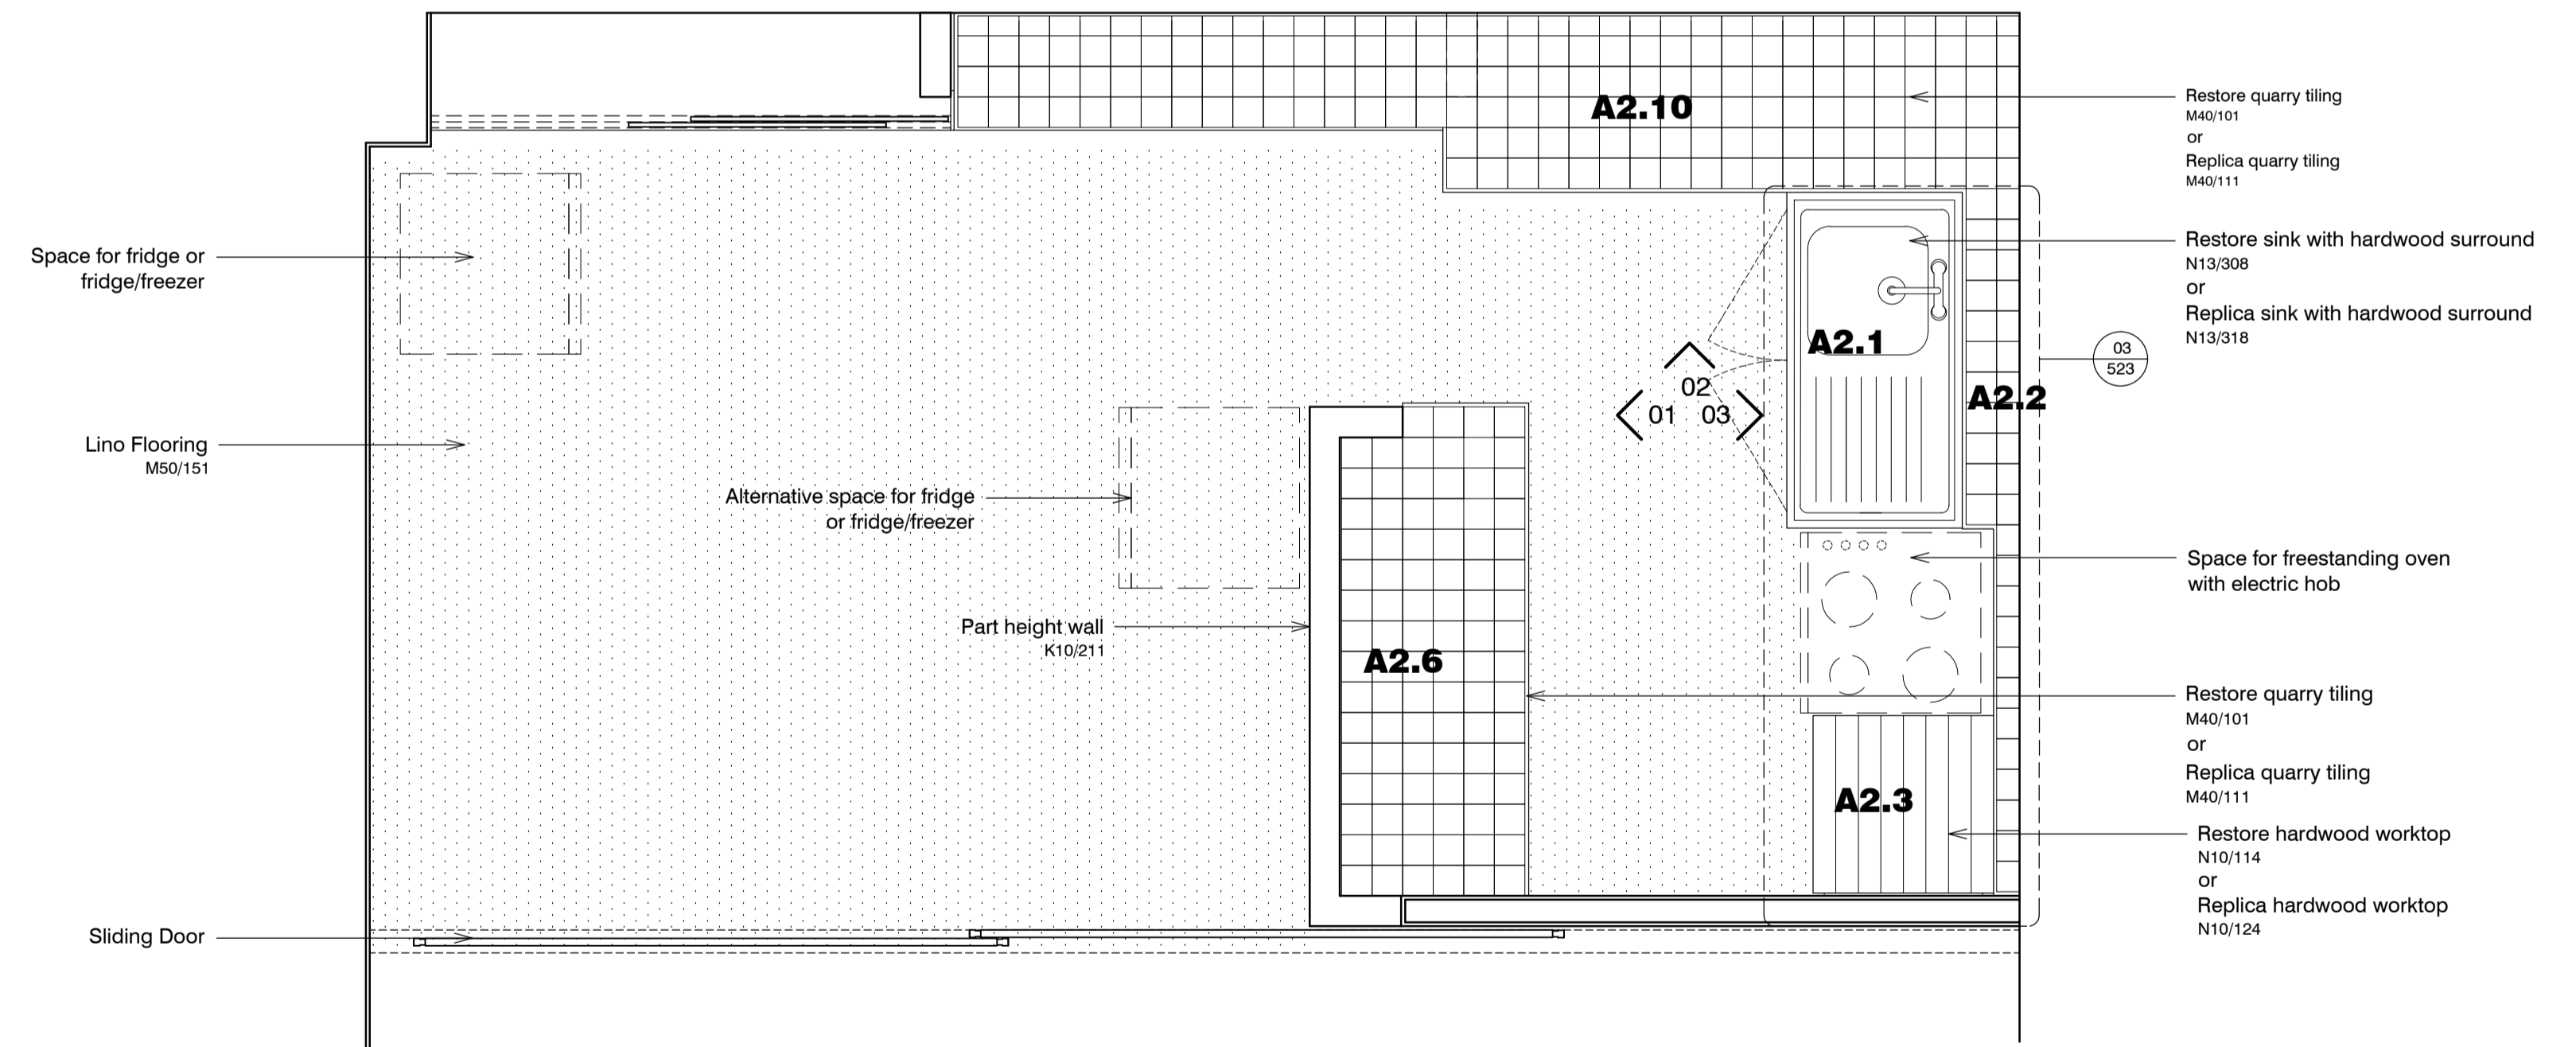 Space for fridge or
fridge/freezer
Lino Flooring
M50/151
Sliding Door
Alternative space for fridge
or fridge/freezer
Part height wall
K10/211
A2.10
A2.1
A2.2
02
01 03
A2.6
A2.3
03
523
Restore quarry tiling
M40/101
or
Replica quarry tiling
M40/111
Restore sink with hardwood surround
N13/308
or
Replica sink with hardwood surround
N13/318
Space for freestanding oven
with electric hob
Restore quarry tiling
M40/101
or
Replica quarry tiling
M40/111
Restore hardwood worktop
N10/114
or
Replica hardwood worktop
N10/124